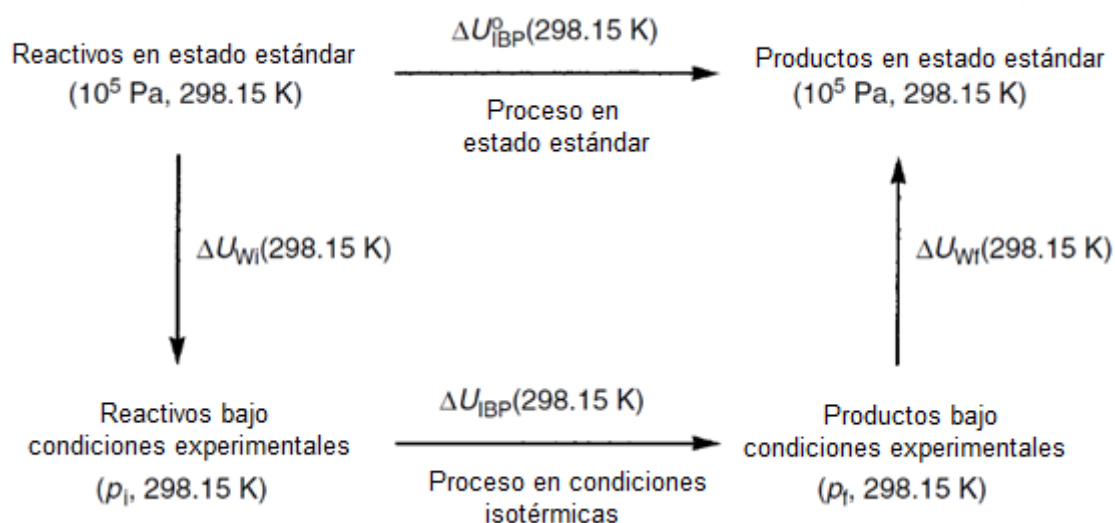 Reactivos en estado estándar
(10⁵ Pa, 298.15 K)
ΔU°IBP(298.15 K)
Proceso en
estado estándar
Productos en estado estándar
(10⁵ Pa, 298.15 K)
ΔUWi(298.15 K)
ΔUWf(298.15 K)
Reactivos bajo
condiciones experimentales
(pi, 298.15 K)
ΔUIBP(298.15 K)
Proceso en condiciones
isotérmicas
Productos bajo
condiciones experimentales
(pf, 298.15 K)